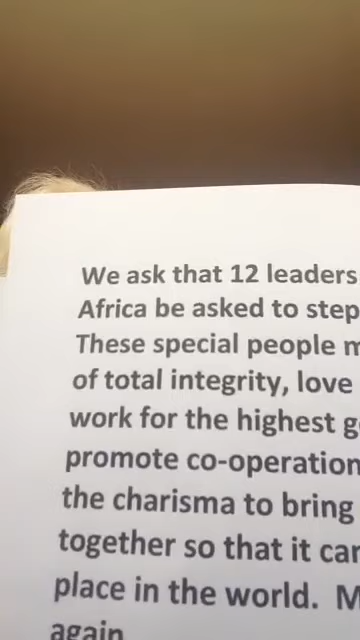 We ask that 12 leaders
Africa be asked to step
These special people
of total integrity, love
work for the highest
promote co-operation
the charisma to bring
together so that it
place in the world.
again